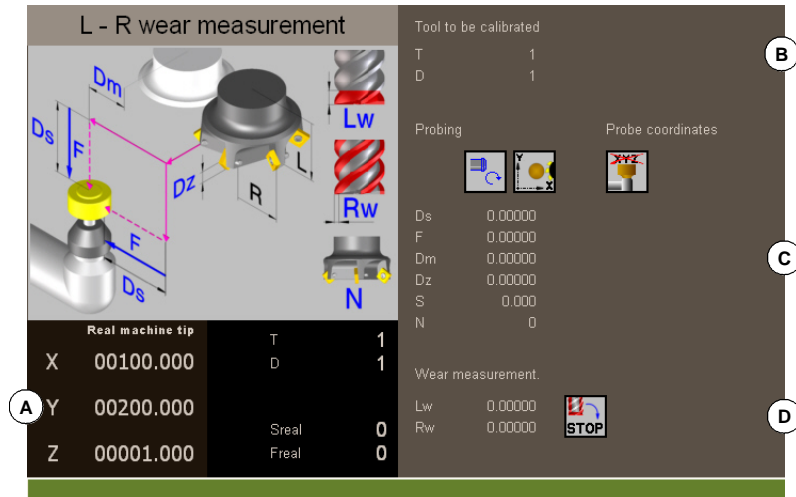 L - R wear measurement
Dm
Ds
F
Lw
L
Dz
R
Rw
F
Ds
N
Real machine tip
X 00100.000
Y 00200.000
Z 00001.000
T 1
D 1
Sreal 0
Freal 0
A
Tool to be calibrated
T 1
D 1
B
Probing Probe coordinates
Y
X
XYZ
Ds 0.00000
F 0.00000
Dm 0.00000
Dz 0.00000
S 0.000
N 0
C
Wear measurement.
Lw 0.00000
Rw 0.00000
STOP
D